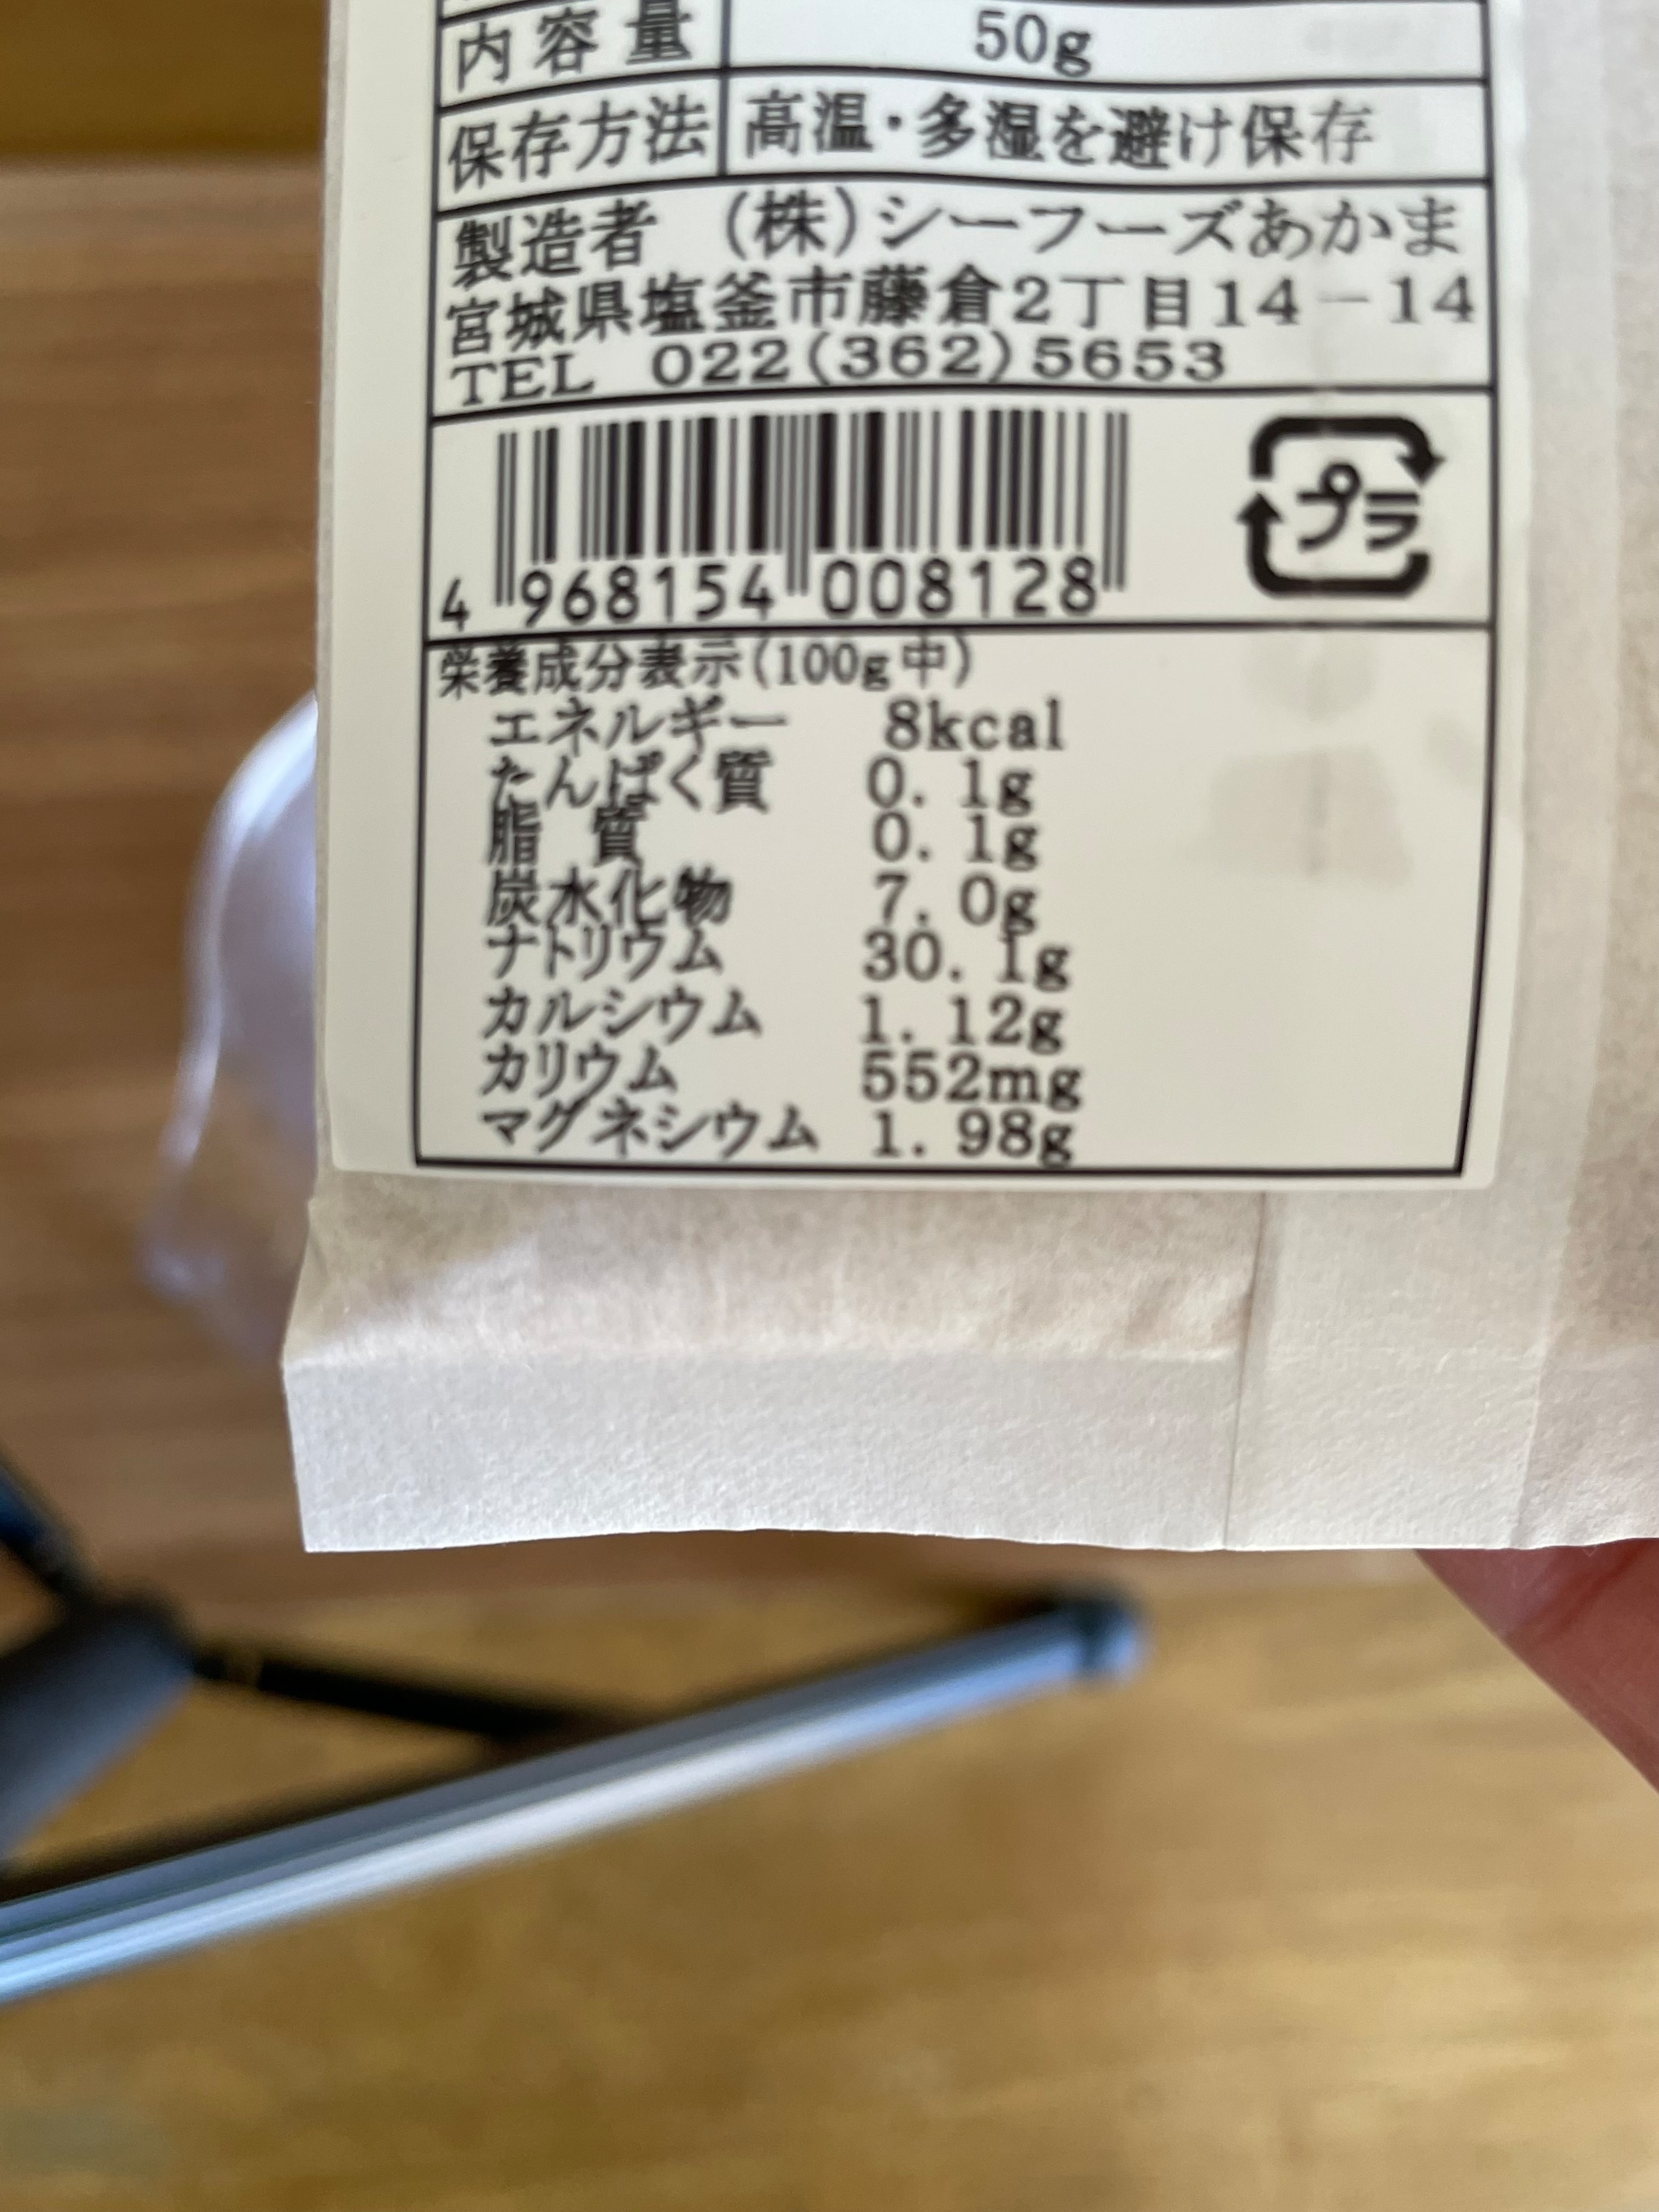 内容量 50g
保存方法 高温・多湿を避け保存
製造者 (株)シーフーズあかま
宮城県塩釜市藤倉2丁目14-14
TEL 022(362)5653
プラ
4 968154 008128
栄養成分表示(100g中)
エネルギー 8kcal
たんぱく質 0.1g
脂質 0.1g
炭水化物 7.0g
ナトリウム 30.1g
カルシウム 1.12g
カリウム 552mg
マグネシウム 1.98g